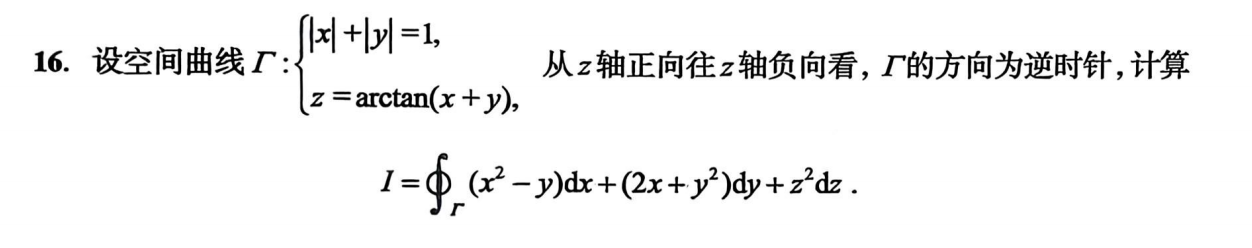 16. 设空间曲线 Γ: { |x|+|y|=1, z=arctan(x+y), 从z轴正向往z轴负向看, Γ的方向为逆时针, 计算
I=∮_Γ (x²-y)dx+(2x+y²)dy+z²dz .